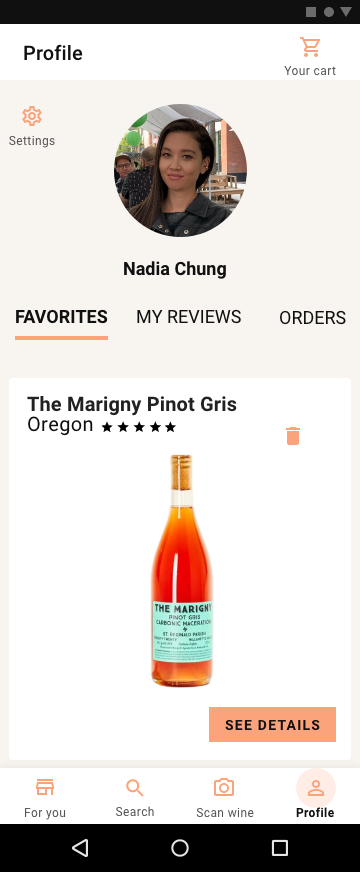 Profile
Your cart
Settings
Nadia Chung
FAVORITES
MY REVIEWS
ORDERS
The Marigny Pinot Gris
Oregon
THE MARIGNY
PINOT GRIS
CARBONIC MACERATION
ST. REGINALD PARISH
SEE DETAILS
For you
Search
Scan wine
Profile